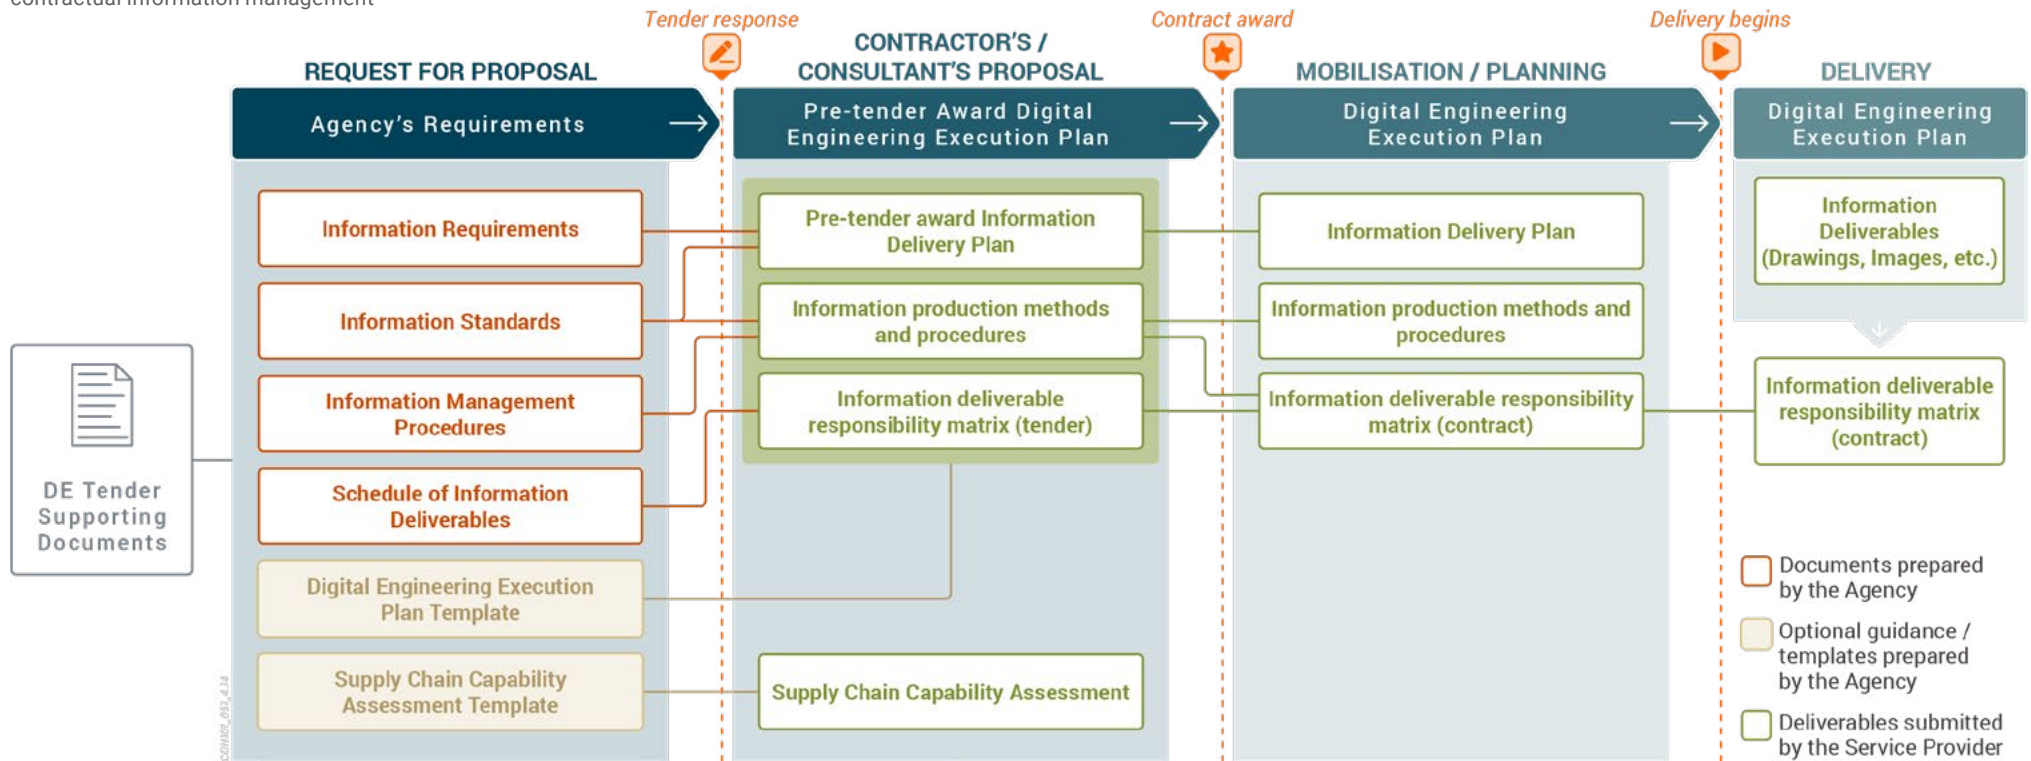 contractual information management
Tender response
Contract award
Delivery begins
REQUEST FOR PROPOSAL
CONTRACTOR'S /
CONSULTANT'S PROPOSAL
MOBILISATION / PLANNING
DELIVERY
Agency's Requirements
Pre-tender Award Digital
Engineering Execution Plan
Digital Engineering
Execution Plan
Digital Engineering
Execution Plan
Information Requirements
Information Standards
Information Management
Procedures
Schedule of Information
Deliverables
Digital Engineering Execution
Plan Template
Supply Chain Capability
Assessment Template
Pre-tender award Information
Delivery Plan
Information production methods
and procedures
Information deliverable
responsibility matrix (tender)
Supply Chain Capability Assessment
Information Delivery Plan
Information production methods and
procedures
Information deliverable responsibility
matrix (contract)
Information
Deliverables
(Drawings, Images, etc.)
Information deliverable
responsibility matrix
(contract)
DE Tender
Supporting
Documents
Documents prepared
by the Agency
Optional guidance /
templates prepared
by the Agency
Deliverables submitted
by the Service Provider